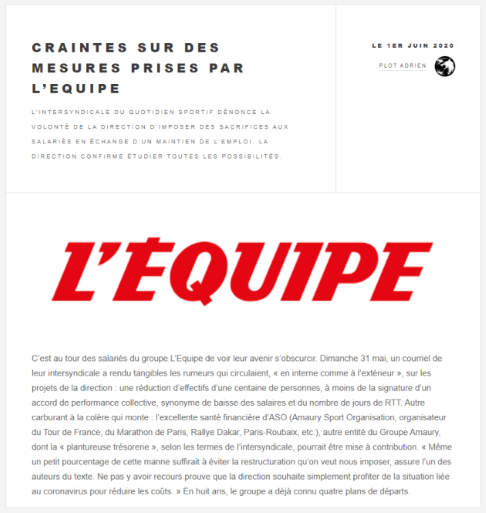 CRAINTES SUR DES
MESURES PRISES PAR
L'EQUIPE
L'INTERSYNDICALE DU QUOTIDIEN SPORTIF DÉNONCE LA
VOLONTÉ DE LA DIRECTION D'IMPOSER DES SACRIFICES AUX
SALARIÉS EN ÉCHANGE D'UN MAINTIEN DE L'EMPLOI. LA
DIRECTION CONFIRME ÉTUDIER TOUTES LES POSSIBILITÉS.
LE 1ER JUIN 2020
PLOT ADRIEN
L'ÉQUIPE
C'est au tour des salariés du groupe L'Equipe de voir leur avenir s'obscurcir. Dimanche 31 mai, un courriel de
leur intersyndicale a rendu tangibles les rumeurs qui circulaient, « en interne comme à l'extérieur », sur les
projets de la direction : une réduction d'effectifs d'une centaine de personnes, à moins de la signature d'un
accord de performance collective, synonyme de baisse des salaires et du nombre de jours de RTT. Autre
carburant à la colère qui monte : l'excellente santé financière d'ASO (Amaury Sport Organisation, organisateur
du Tour de France, du Marathon de Paris, Rallye Dakar, Paris-Roubaix, etc.), autre entité du Groupe Amaury,
dont la « plantureuse trésorerie », selon les termes de l'intersyndicale, pourrait être mise à contribution. « Même
un petit pourcentage de cette manne suffirait à éviter la restructuration qu'on veut nous imposer, assure l'un des
auteurs du texte. Ne pas y avoir recours prouve que la direction souhaite simplement profiter de la situation liée
au coronavirus pour réduire les coûts. » En huit ans, le groupe a déjà connu quatre plans de départs.